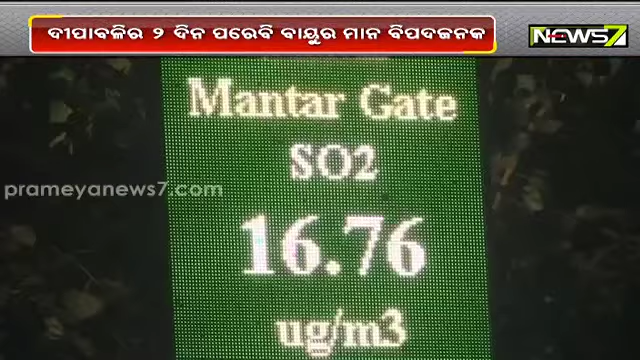 ଦୀପାବଳିର ୨ ଦିନ ପରେବି ବାୟୁର ମାନ ବିପଦଜନକ
NEWS7
Mantar Gate
SO2
prameyanews7.com
16.76
ug/m3